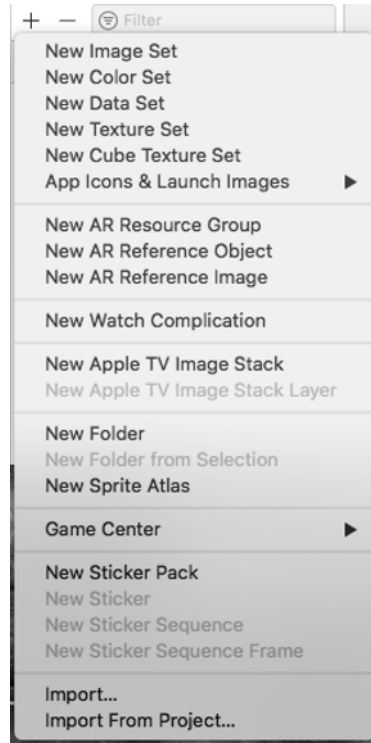 Filter
New Image Set
New Color Set
New Data Set
New Texture Set
New Cube Texture Set
App Icons & Launch Images
New AR Resource Group
New AR Reference Object
New AR Reference Image
New Watch Complication
New Apple TV Image Stack
New Apple TV Image Stack Layer
New Folder
New Folder from Selection
New Sprite Atlas
Game Center
New Sticker Pack
New Sticker
New Sticker Sequence
New Sticker Sequence Frame
Import...
Import From Project...